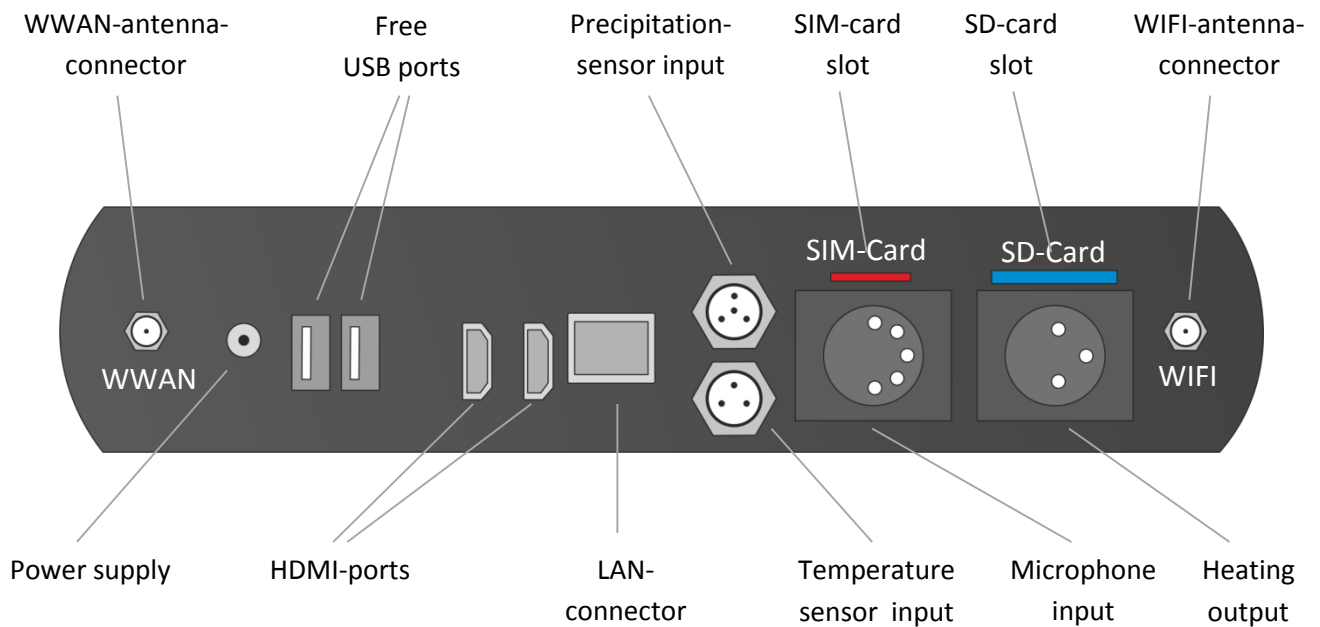 WWAN-antenna-
connector
Free
USB ports
Precipitation-
sensor input
SIM-card
slot
SD-card
slot
WIFI-antenna-
connector
SIM-Card
SD-Card
WWAN
WIFI
Power supply
HDMI-ports
LAN-
connector
Temperature
sensor input
Microphone
input
Heating
output